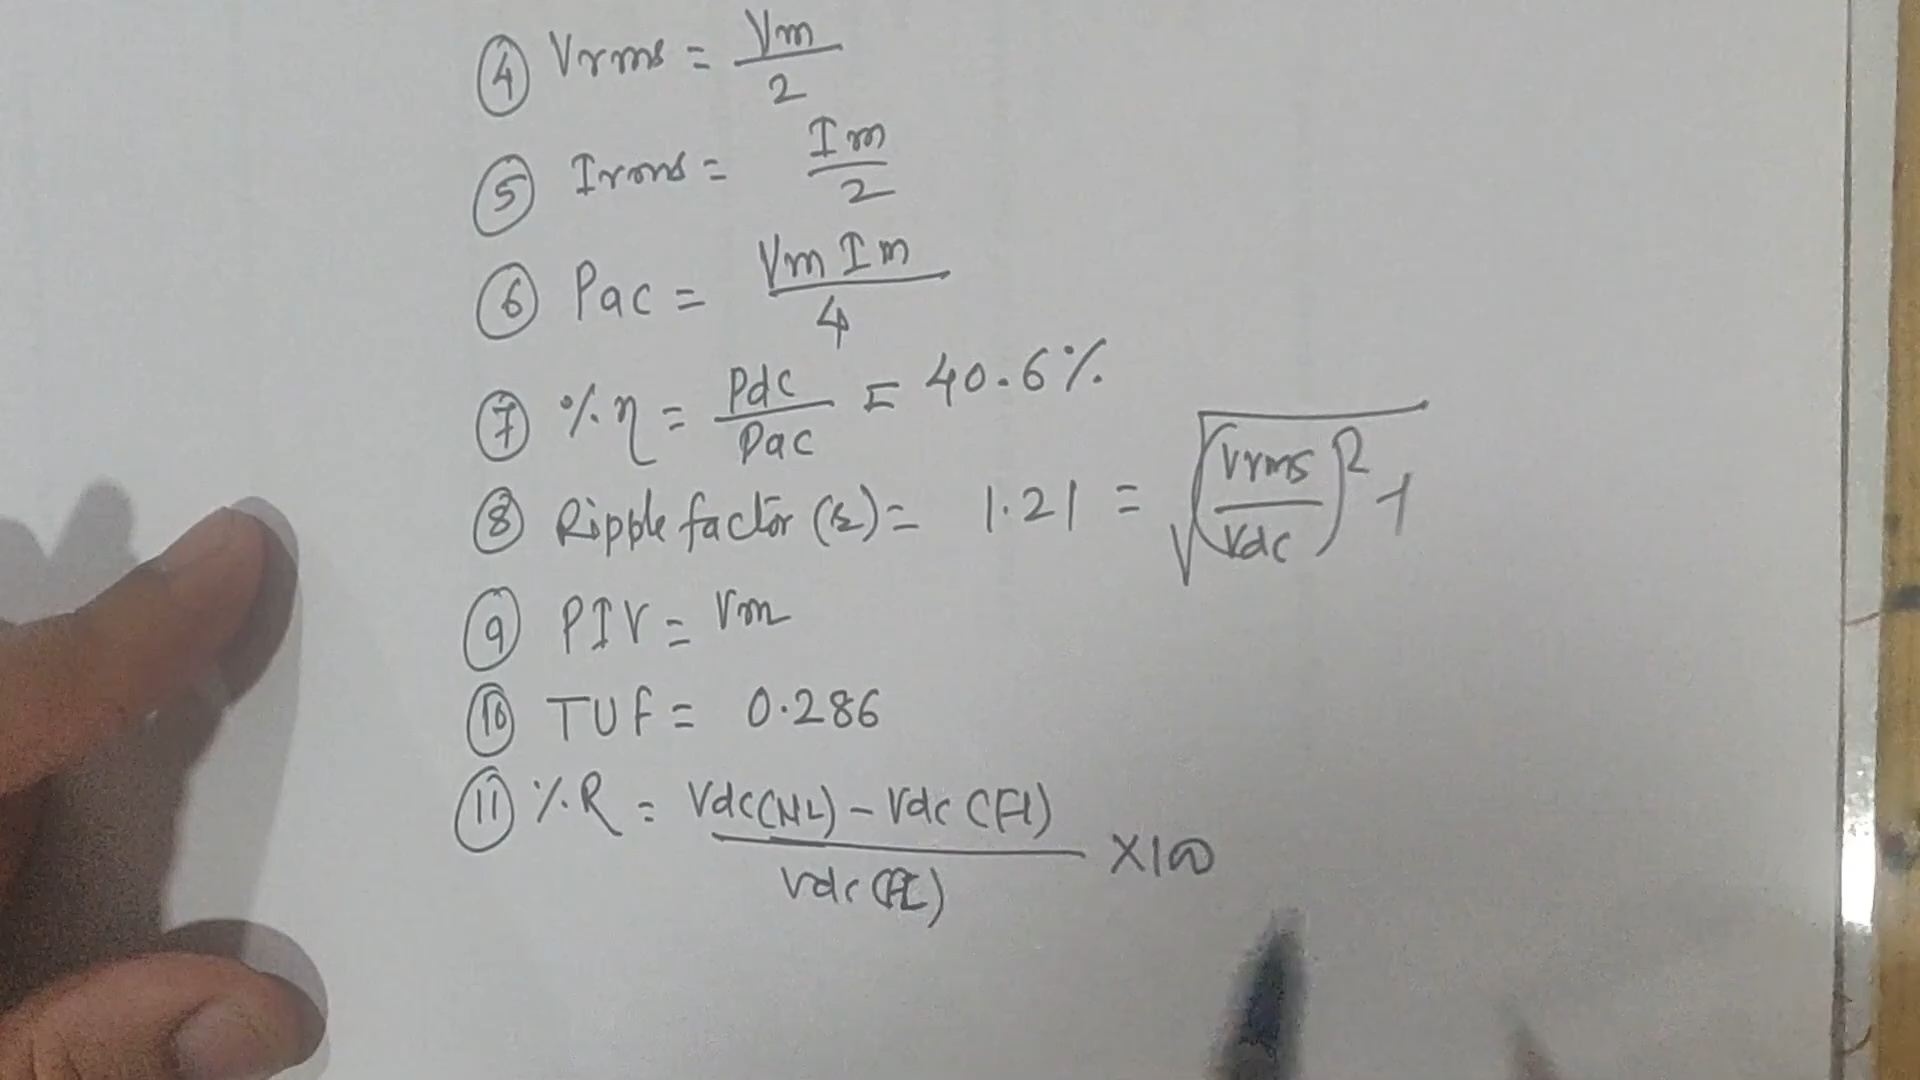 ④ Vrms = Vm/2
⑤ Irms = Im/2
⑥ Pac = VmIm/4
⑦ %η = Pdc/Pac = 40.6%
⑧ Ripple factor (r) = 1.21 = √((Vrms/Vdc)²-1)
⑨ PIV = Vm
⑩ TUF = 0.286
⑪ %R = (Vdc(NL) - Vdc(FL))/Vdc(FL) × 100